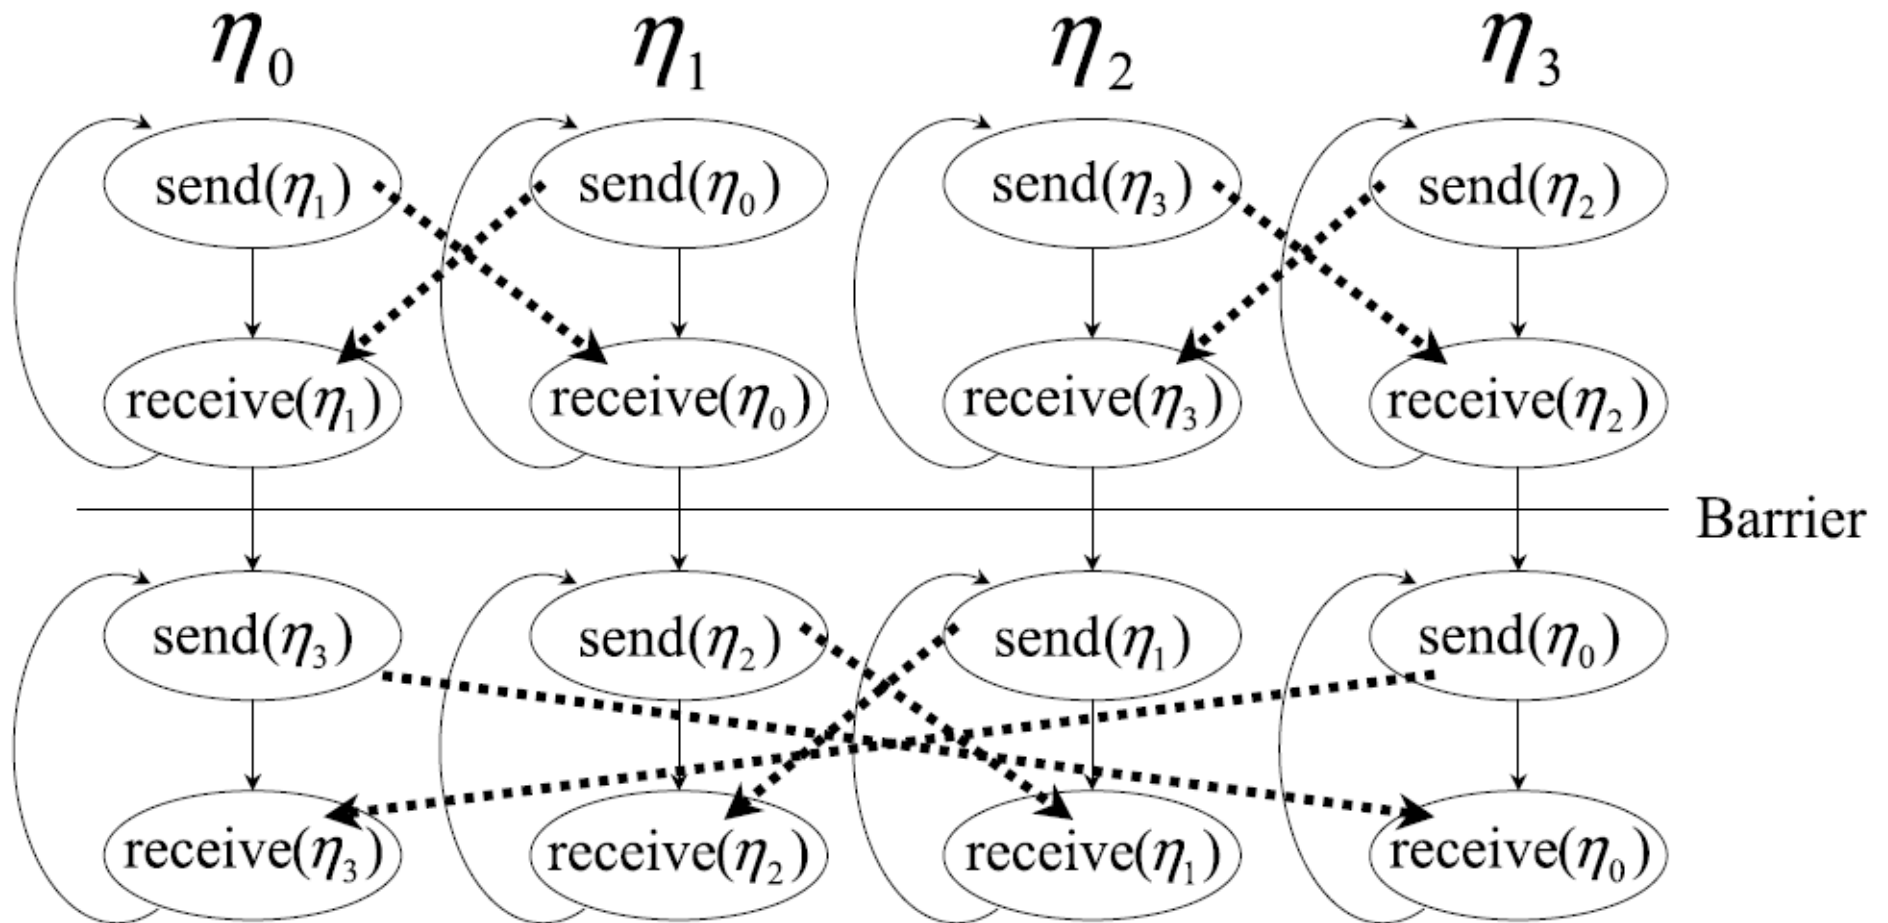 η₀ η₁ η₂ η₃
send(η₁) send(η₀) send(η₃) send(η₂)
receive(η₁) receive(η₀) receive(η₃) receive(η₂)
Barrier
send(η₃) send(η₂) send(η₁) send(η₀)
receive(η₃) receive(η₂) receive(η₁) receive(η₀)